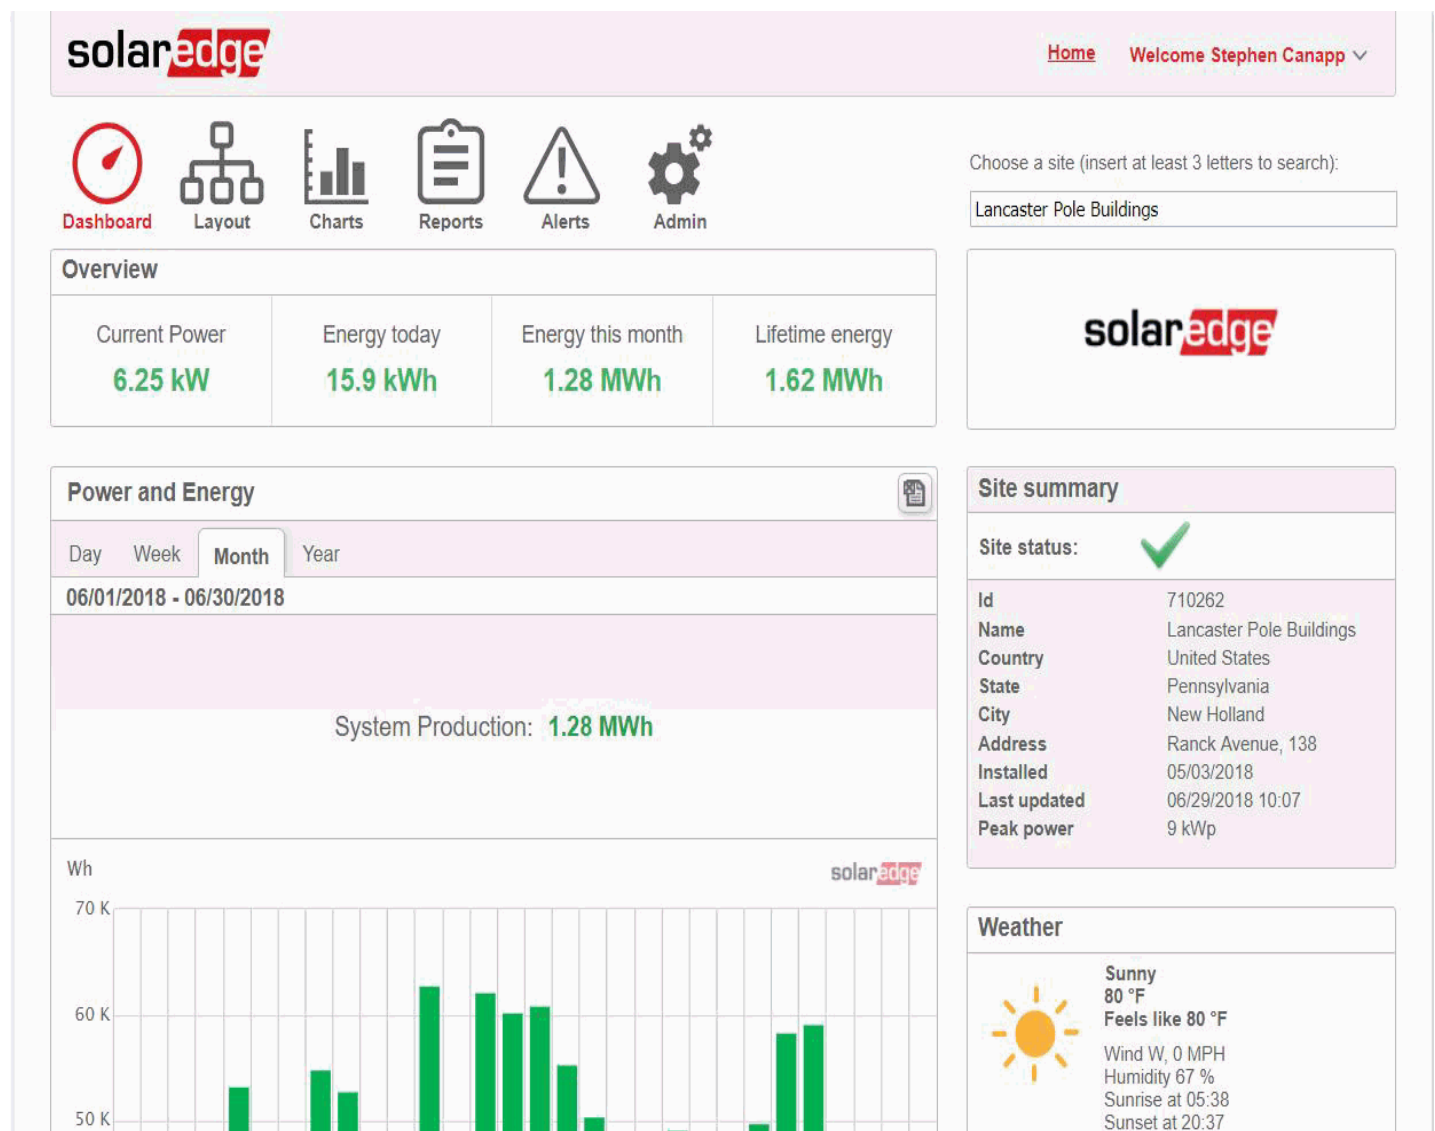 solaredge
Home Welcome Stephen Canapp
Dashboard Layout Charts Reports Alerts Admin
Choose a site (insert at least 3 letters to search):
Lancaster Pole Buildings
Overview
Current Power Energy today Energy this month Lifetime energy
6.25 kW 15.9 kWh 1.28 MWh 1.62 MWh
solaredge
Power and Energy
Day Week Month Year
06/01/2018 - 06/30/2018
System Production: 1.28 MWh
Wh
solaredge
70 K
60 K
50 K
Site summary
Site status:
Id 710262
Name Lancaster Pole Buildings
Country United States
State Pennsylvania
City New Holland
Address Ranck Avenue, 138
Installed 05/03/2018
Last updated 06/29/2018 10:07
Peak power 9 kWp
Weather
Sunny
80 °F
Feels like 80 °F
Wind W, 0 MPH
Humidity 67 %
Sunrise at 05:38
Sunset at 20:37